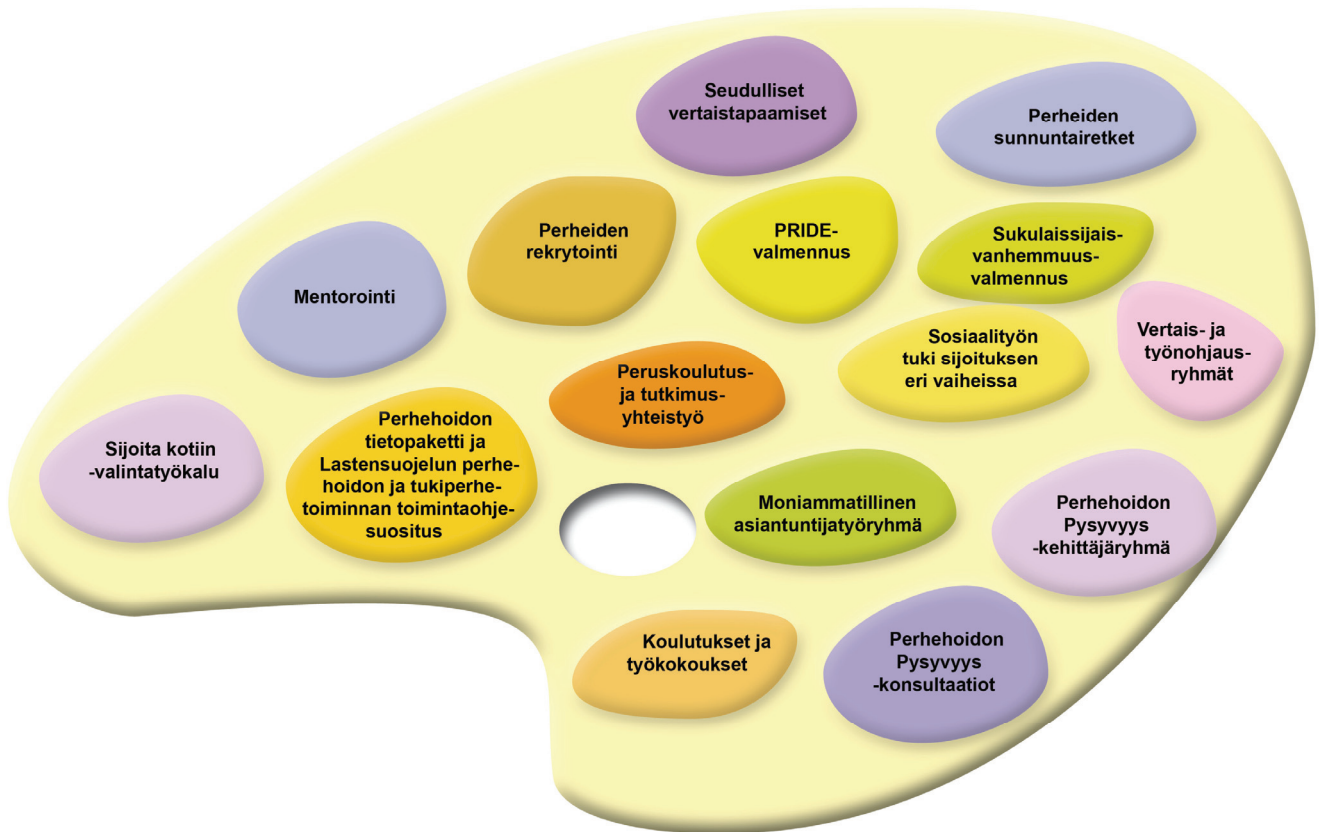 Seudulliset
vertaistapaamiset
Perheiden
sunnuntairetket
Perheiden
rekrytointi
PRIDE-
valmennus
Sukulaissijais-
vanhemmuus-
valmennus
Mentorointi
Vertais- ja
työnohjaus-
ryhmät
Sosiaalityön
tuki sijoituksen
eri vaiheissa
Peruskoulutus-
ja tutkimus-
yhteistyö
Sijoita kotiin
-valintatyökalu
Perhehoidon
tietopaketti ja
Lastensuojelun perhe-
hoidon ja tukiperhe-
toiminnan toimintaohje-
suositus
Moniammatillinen
asiantuntijatyöryhmä
Perhehoidon
Pysyvyys
-kehittäjäryhmä
Koulutukset ja
työkokoukset
Perhehoidon
Pysyvyys
-konsultaatiot